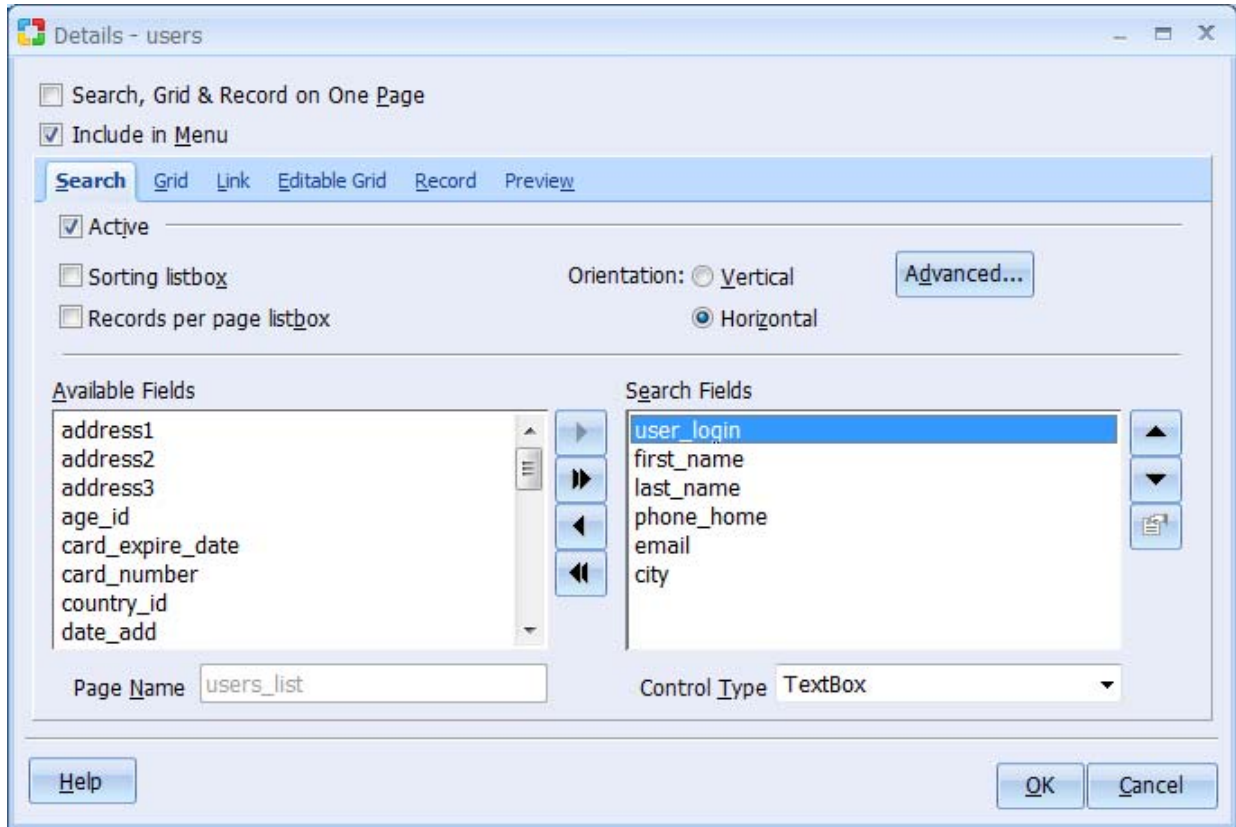 Details - users
Search, Grid & Record on One Page
Include in Menu
Search Grid Link Editable Grid Record Preview
Active
Sorting listbox Orientation: Vertical Advanced...
Records per page listbox Horizontal
Available Fields Search Fields
address1 user_login
address2 first_name
address3 last_name
age_id phone_home
card_expire_date email
card_number city
country_id
date_add
Page Name users_list Control Type TextBox
Help OK Cancel